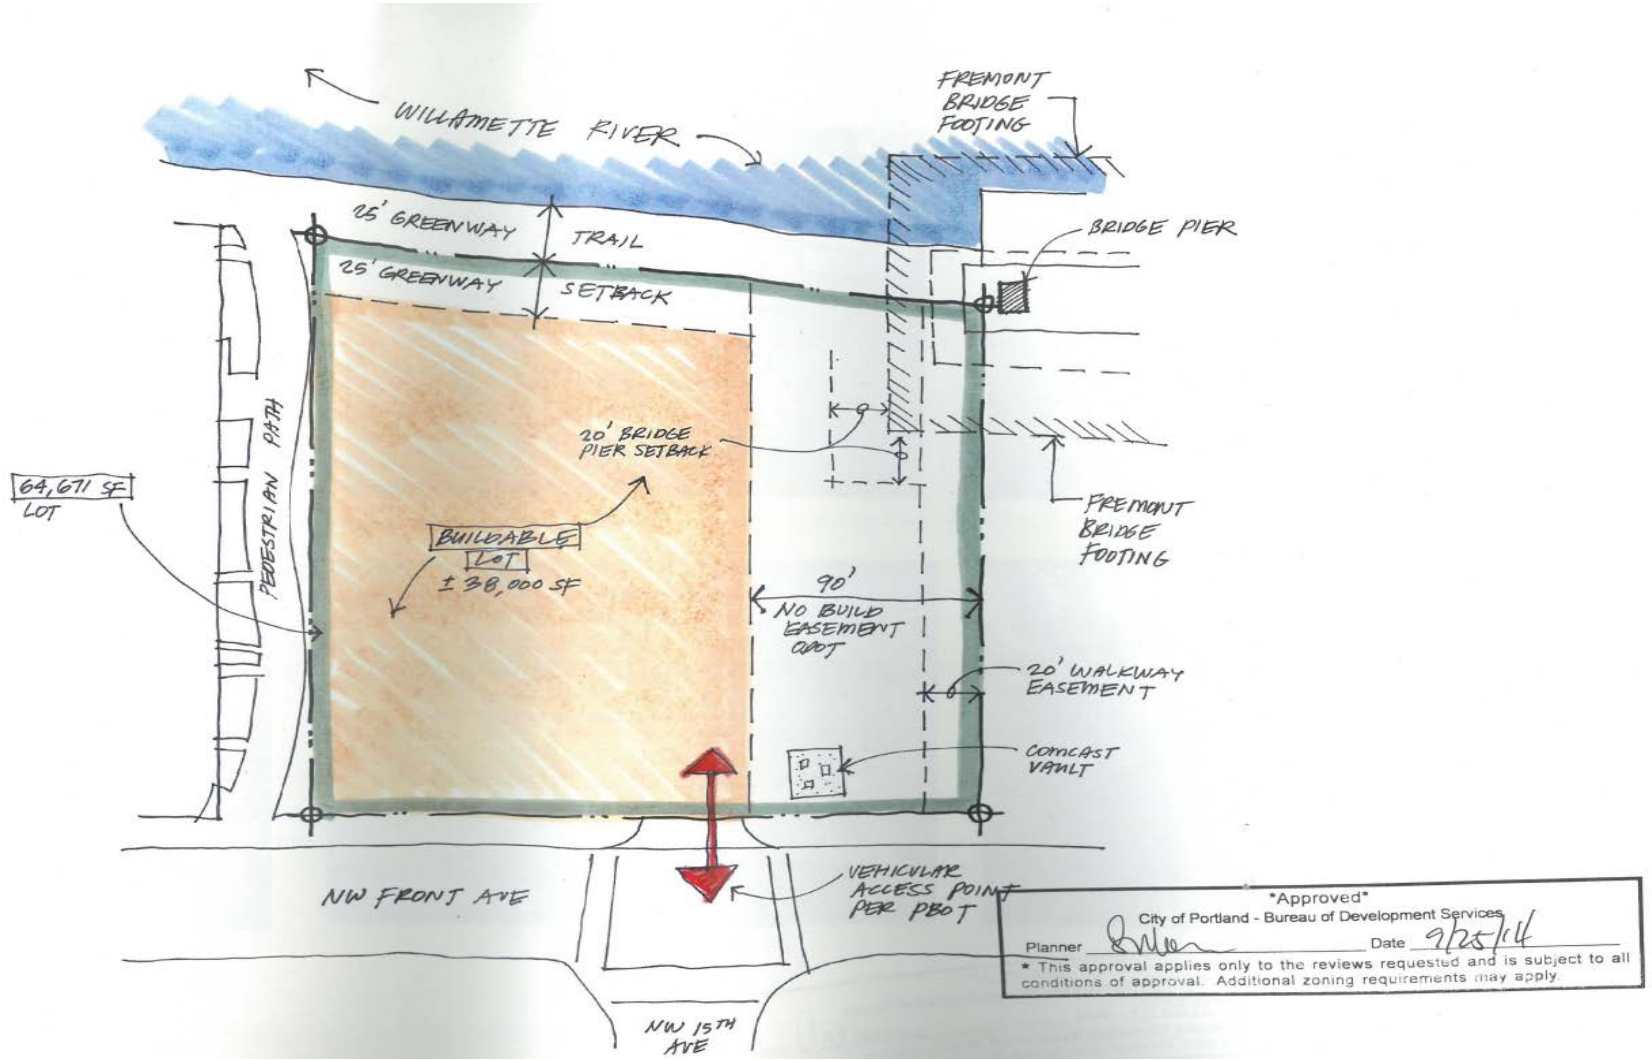 WILLAMETTE RIVER
FREMONT
BRIDGE
FOOTING
25' GREENWAY TRAIL
BRIDGE PIER
25' GREENWAY SETBACK
PEDESTRIAN PATH
20' BRIDGE
PIER SETBACK
64,671 SF
LOT
BUILDABLE
LOT
± 38,000 SF
FREMONT
BRIDGE
FOOTING
90'
NO BUILD
EASEMENT
ODOT
20' WALKWAY
EASEMENT
COMCAST
VAULT
VEHICULAR
ACCESS POINT
PER PBOT
NW FRONT AVE
NW 15TH
AVE
*Approved*
City of Portland - Bureau of Development Services
Planner Date 9/25/14
* This approval applies only to the reviews requested and is subject to all
conditions of approval. Additional zoning requirements may apply.